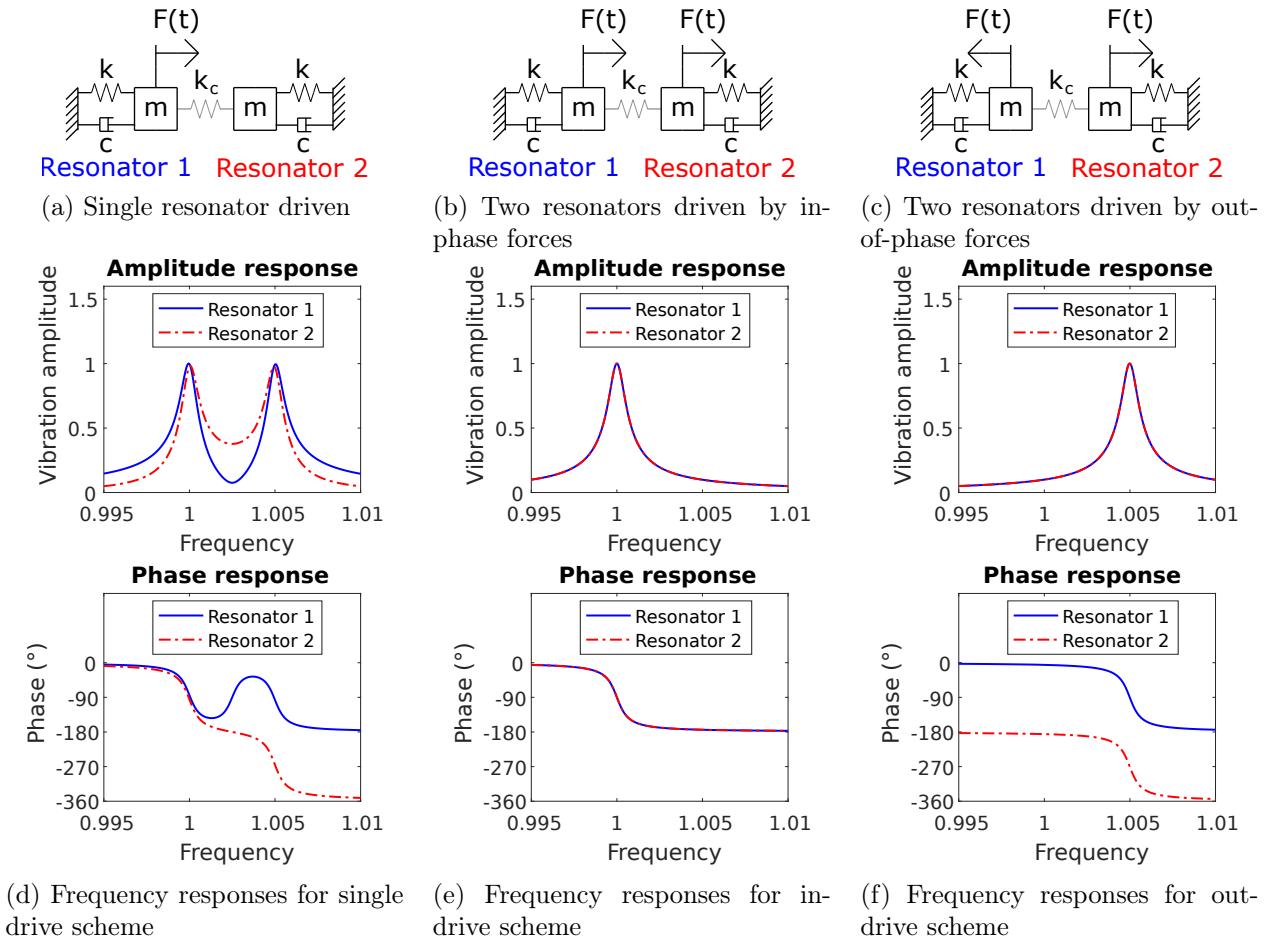 F(t)
k
k_c
m
m
k
c
c
Resonator 1
Resonator 2
(a) Single resonator driven
F(t)
F(t)
k
k_c
k
m
m
c
c
Resonator 1
Resonator 2
(b) Two resonators driven by in-
phase forces
F(t)
F(t)
k
k_c
k
m
m
c
c
Resonator 1
Resonator 2
(c) Two resonators driven by out-
of-phase forces
Amplitude response
Vibration amplitude
Resonator 1
Resonator 2
1.5
1
0.5
0
0.995
1
1.005
1.01
Frequency
Amplitude response
Vibration amplitude
Resonator 1
Resonator 2
1.5
1
0.5
0
0.995
1
1.005
1.01
Frequency
Amplitude response
Vibration amplitude
Resonator 1
Resonator 2
1.5
1
0.5
0
0.995
1
1.005
1.01
Frequency
Phase response
Phase (°)
Resonator 1
Resonator 2
0
-90
-180
-270
-360
0.995
1
1.005
1.01
Frequency
Phase response
Phase (°)
Resonator 1
Resonator 2
0
-90
-180
-270
-360
0.995
1
1.005
1.01
Frequency
Phase response
Phase (°)
Resonator 1
Resonator 2
0
-90
-180
-270
-360
0.995
1
1.005
1.01
Frequency
(d) Frequency responses for single
drive scheme
(e) Frequency responses for in-
drive scheme
(f) Frequency responses for out-
drive scheme